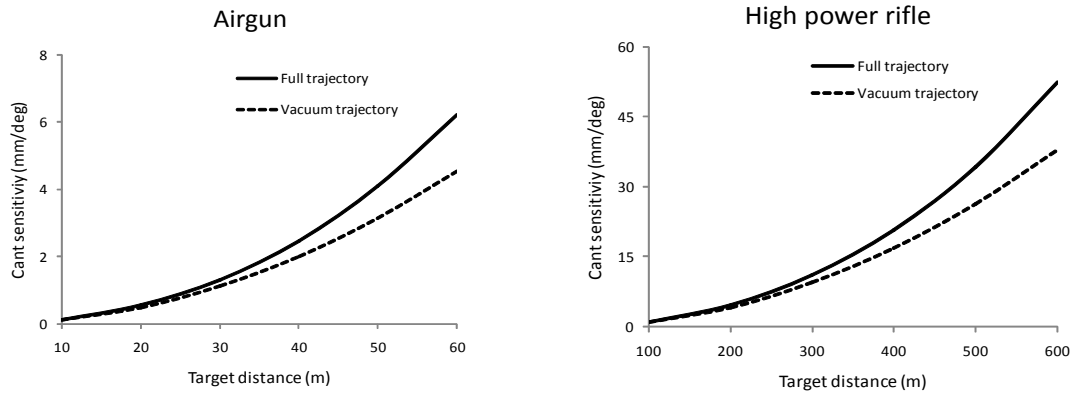 Airgun
8
6
4
2
0
10 20 30 40 50 60
Cant sensitiviy (mm/deg)
Target distance (m)
Full trajectory
Vacuum trajectory
High power rifle
60
45
30
15
0
100 200 300 400 500 600
Cant sensitivity (mm/deg)
Target distance (m)
Full trajectory
Vacuum trajectory